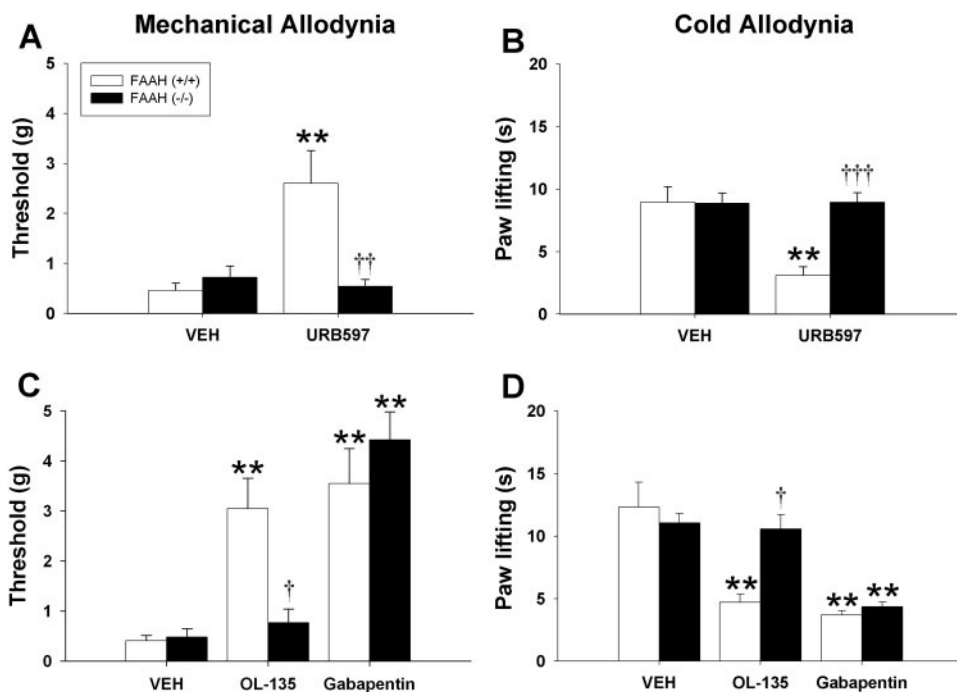 Mechanical Allodynia
Cold Allodynia
A
5
4
3
2
1
0
Threshold (g)
FAAH (+/+)
FAAH (-/-)
**
††
VEH
URB597
B
20
15
10
5
0
Paw lifting (s)
**
†††
VEH
URB597
C
5
4
3
2
1
0
Threshold (g)
**
†
**
**
VEH
OL-135
Gabapentin
D
20
15
10
5
0
Paw lifting (s)
**
†
**
**
VEH
OL-135
Gabapentin